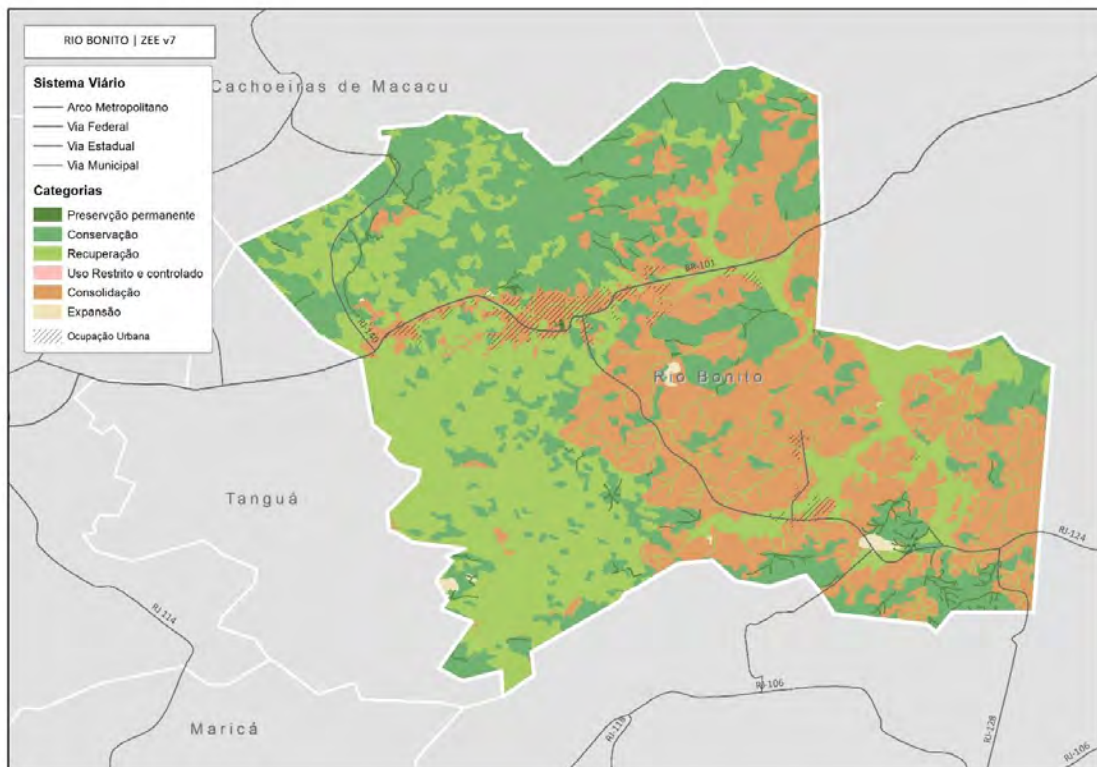 RIO BONITO | ZEE v7
Sistema Viário
Arco Metropolitano
Via Federal
Via Estadual
Via Municipal
Categorias
Preservção permanente
Conservação
Recuperação
Uso Restrito e controlado
Consolidação
Expansão
Ocupação Urbana
Cachoeiras de Macacu
BR-101
RJ-140
Rio Bonito
Tanguá
RJ-124
RJ-114
RJ-106
Maricá
RJ-118
RJ-128
RJ-106